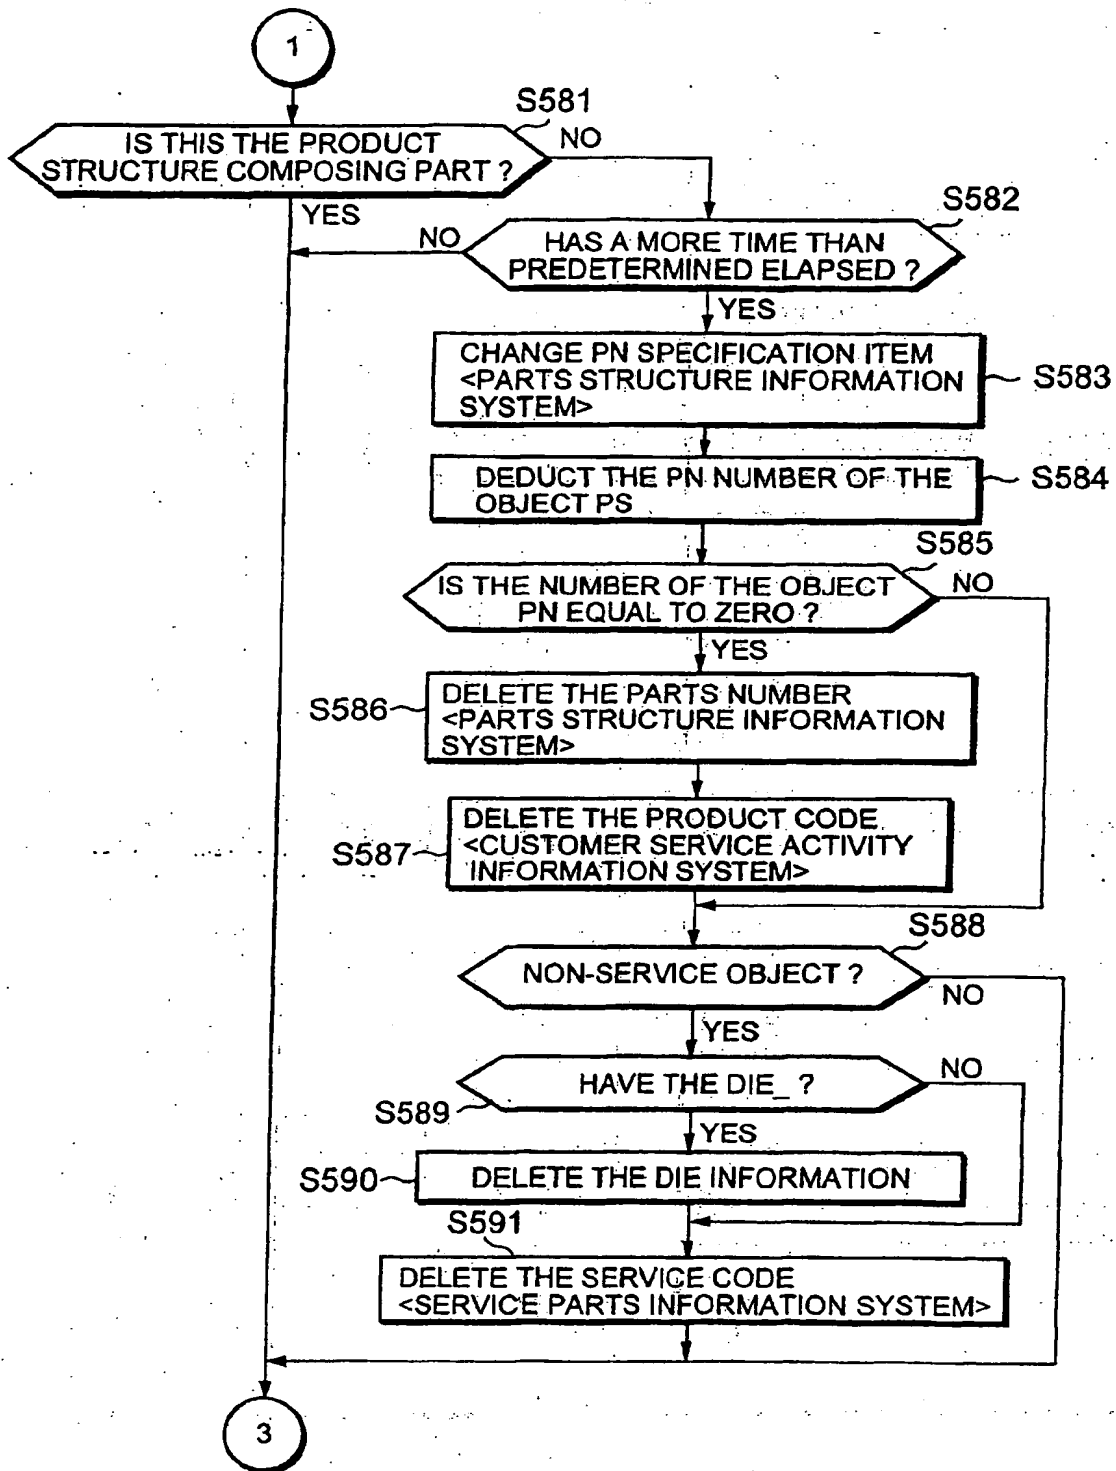 1
S581
IS THIS THE PRODUCT
STRUCTURE COMPOSING PART ?
NO
YES
S582
NO
HAS A MORE TIME THAN
PREDETERMINED ELAPSED ?
YES
CHANGE PN SPECIFICATION ITEM
<PARTS STRUCTURE INFORMATION
SYSTEM>
S583
DEDUCT THE PN NUMBER OF THE
OBJECT PS
S584
S585
IS THE NUMBER OF THE OBJECT
PN EQUAL TO ZERO ?
NO
YES
S586
DELETE THE PARTS NUMBER
<PARTS STRUCTURE INFORMATION
SYSTEM>
S587
DELETE THE PRODUCT CODE
<CUSTOMER SERVICE ACTIVITY
INFORMATION SYSTEM>
S588
NON-SERVICE OBJECT ?
NO
YES
HAVE THE DIE_ ?
NO
S589
YES
S590
DELETE THE DIE INFORMATION
S591
DELETE THE SERVICE CODE
<SERVICE PARTS INFORMATION SYSTEM>
3